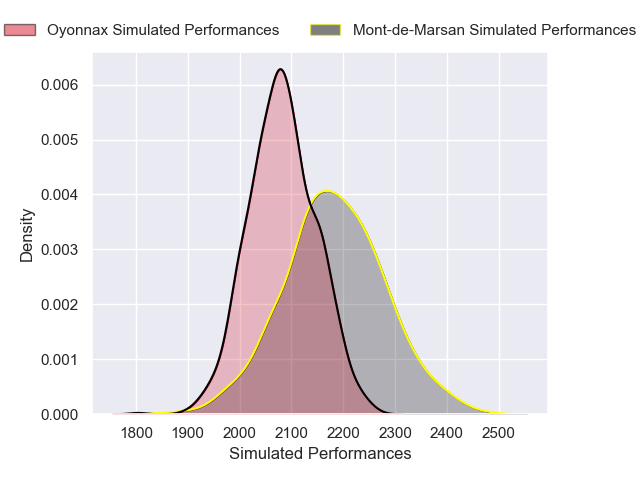 Oyonnax Simulated Performances
Mont-de-Marsan Simulated Performances
0.006
0.005
0.004
0.003
0.002
0.001
0.000
Density
1800 1900 2000 2100 2200 2300 2400 2500
Simulated Performances